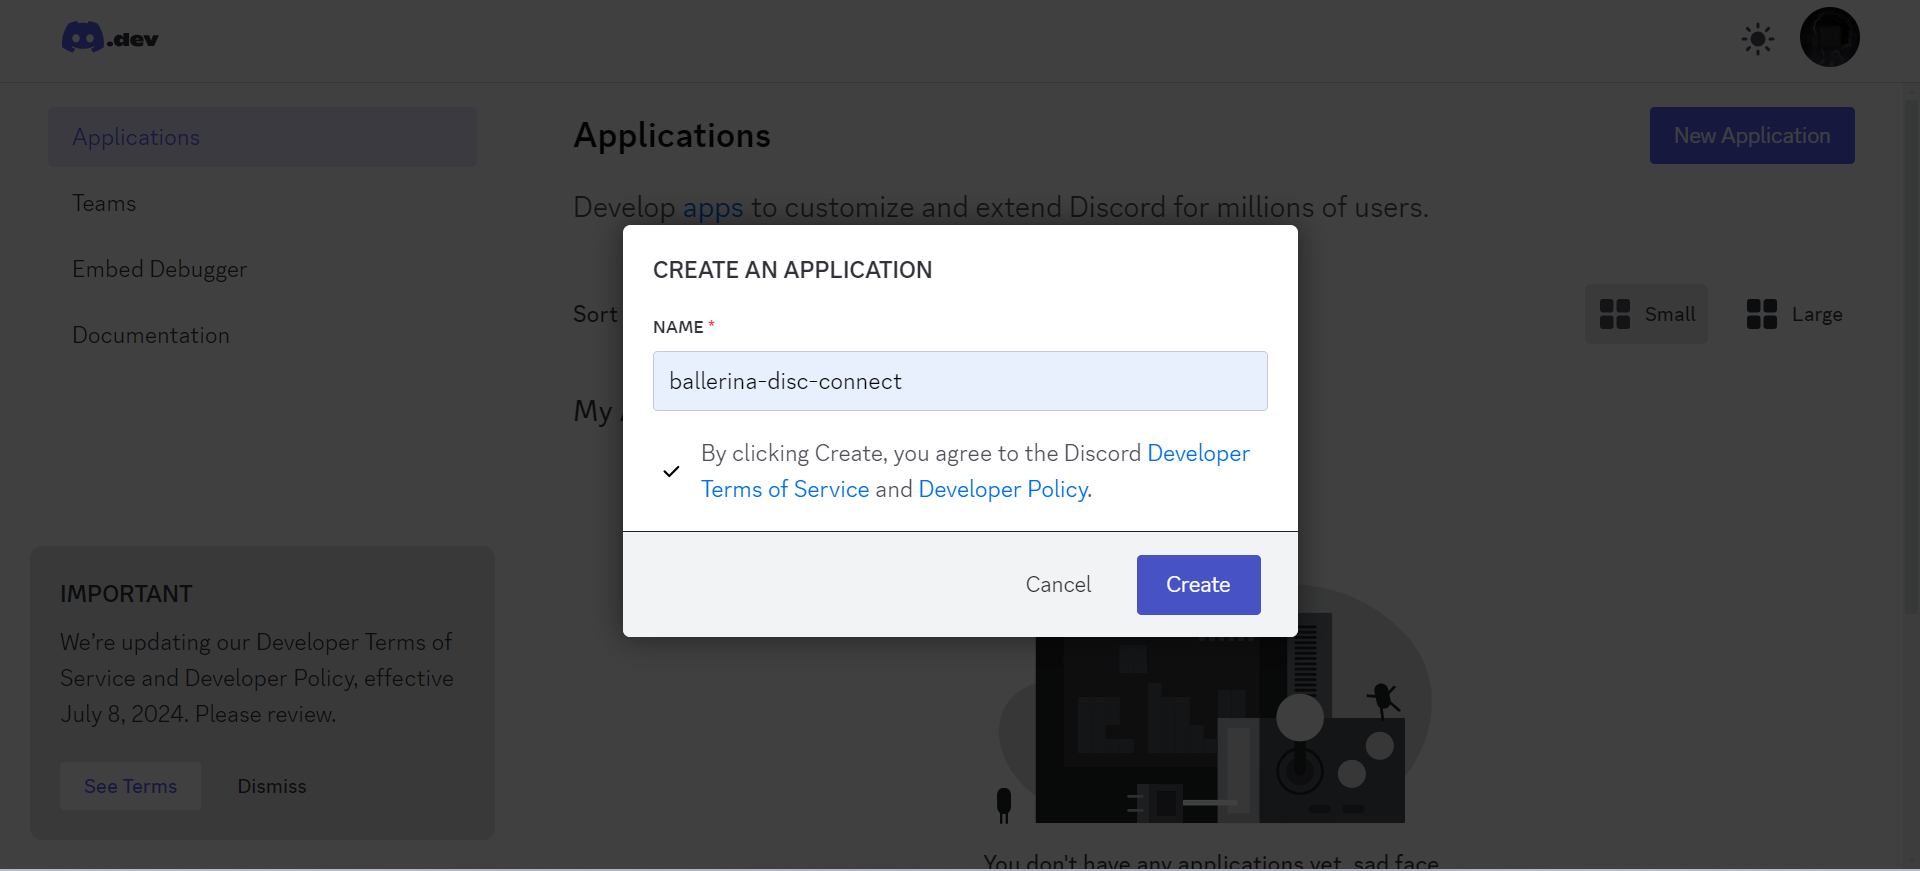 .dev
Applications
Teams
Embed Debugger
Documentation
Applications
New Application
Develop apps to customize and extend Discord for millions of users.
Sort
Small
Large
My
CREATE AN APPLICATION
NAME *
ballerina-disc-connect
By clicking Create, you agree to the Discord Developer
Terms of Service and Developer Policy.
Cancel
Create
IMPORTANT
We're updating our Developer Terms of
Service and Developer Policy, effective
July 8, 2024. Please review.
See Terms
Dismiss
You don't have any applications yet, sad face